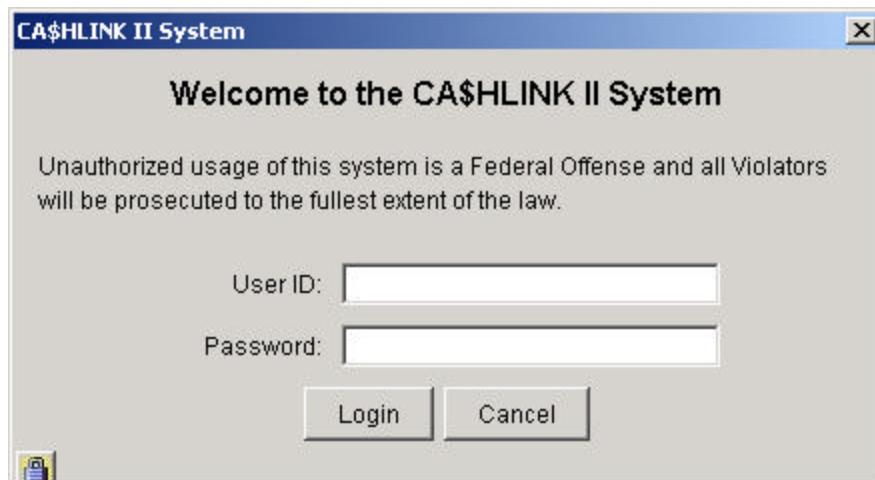 CA$HLINK II System
Welcome to the CA$HLINK II System
Unauthorized usage of this system is a Federal Offense and all Violators
will be prosecuted to the fullest extent of the law.
User ID:
Password:
Login Cancel